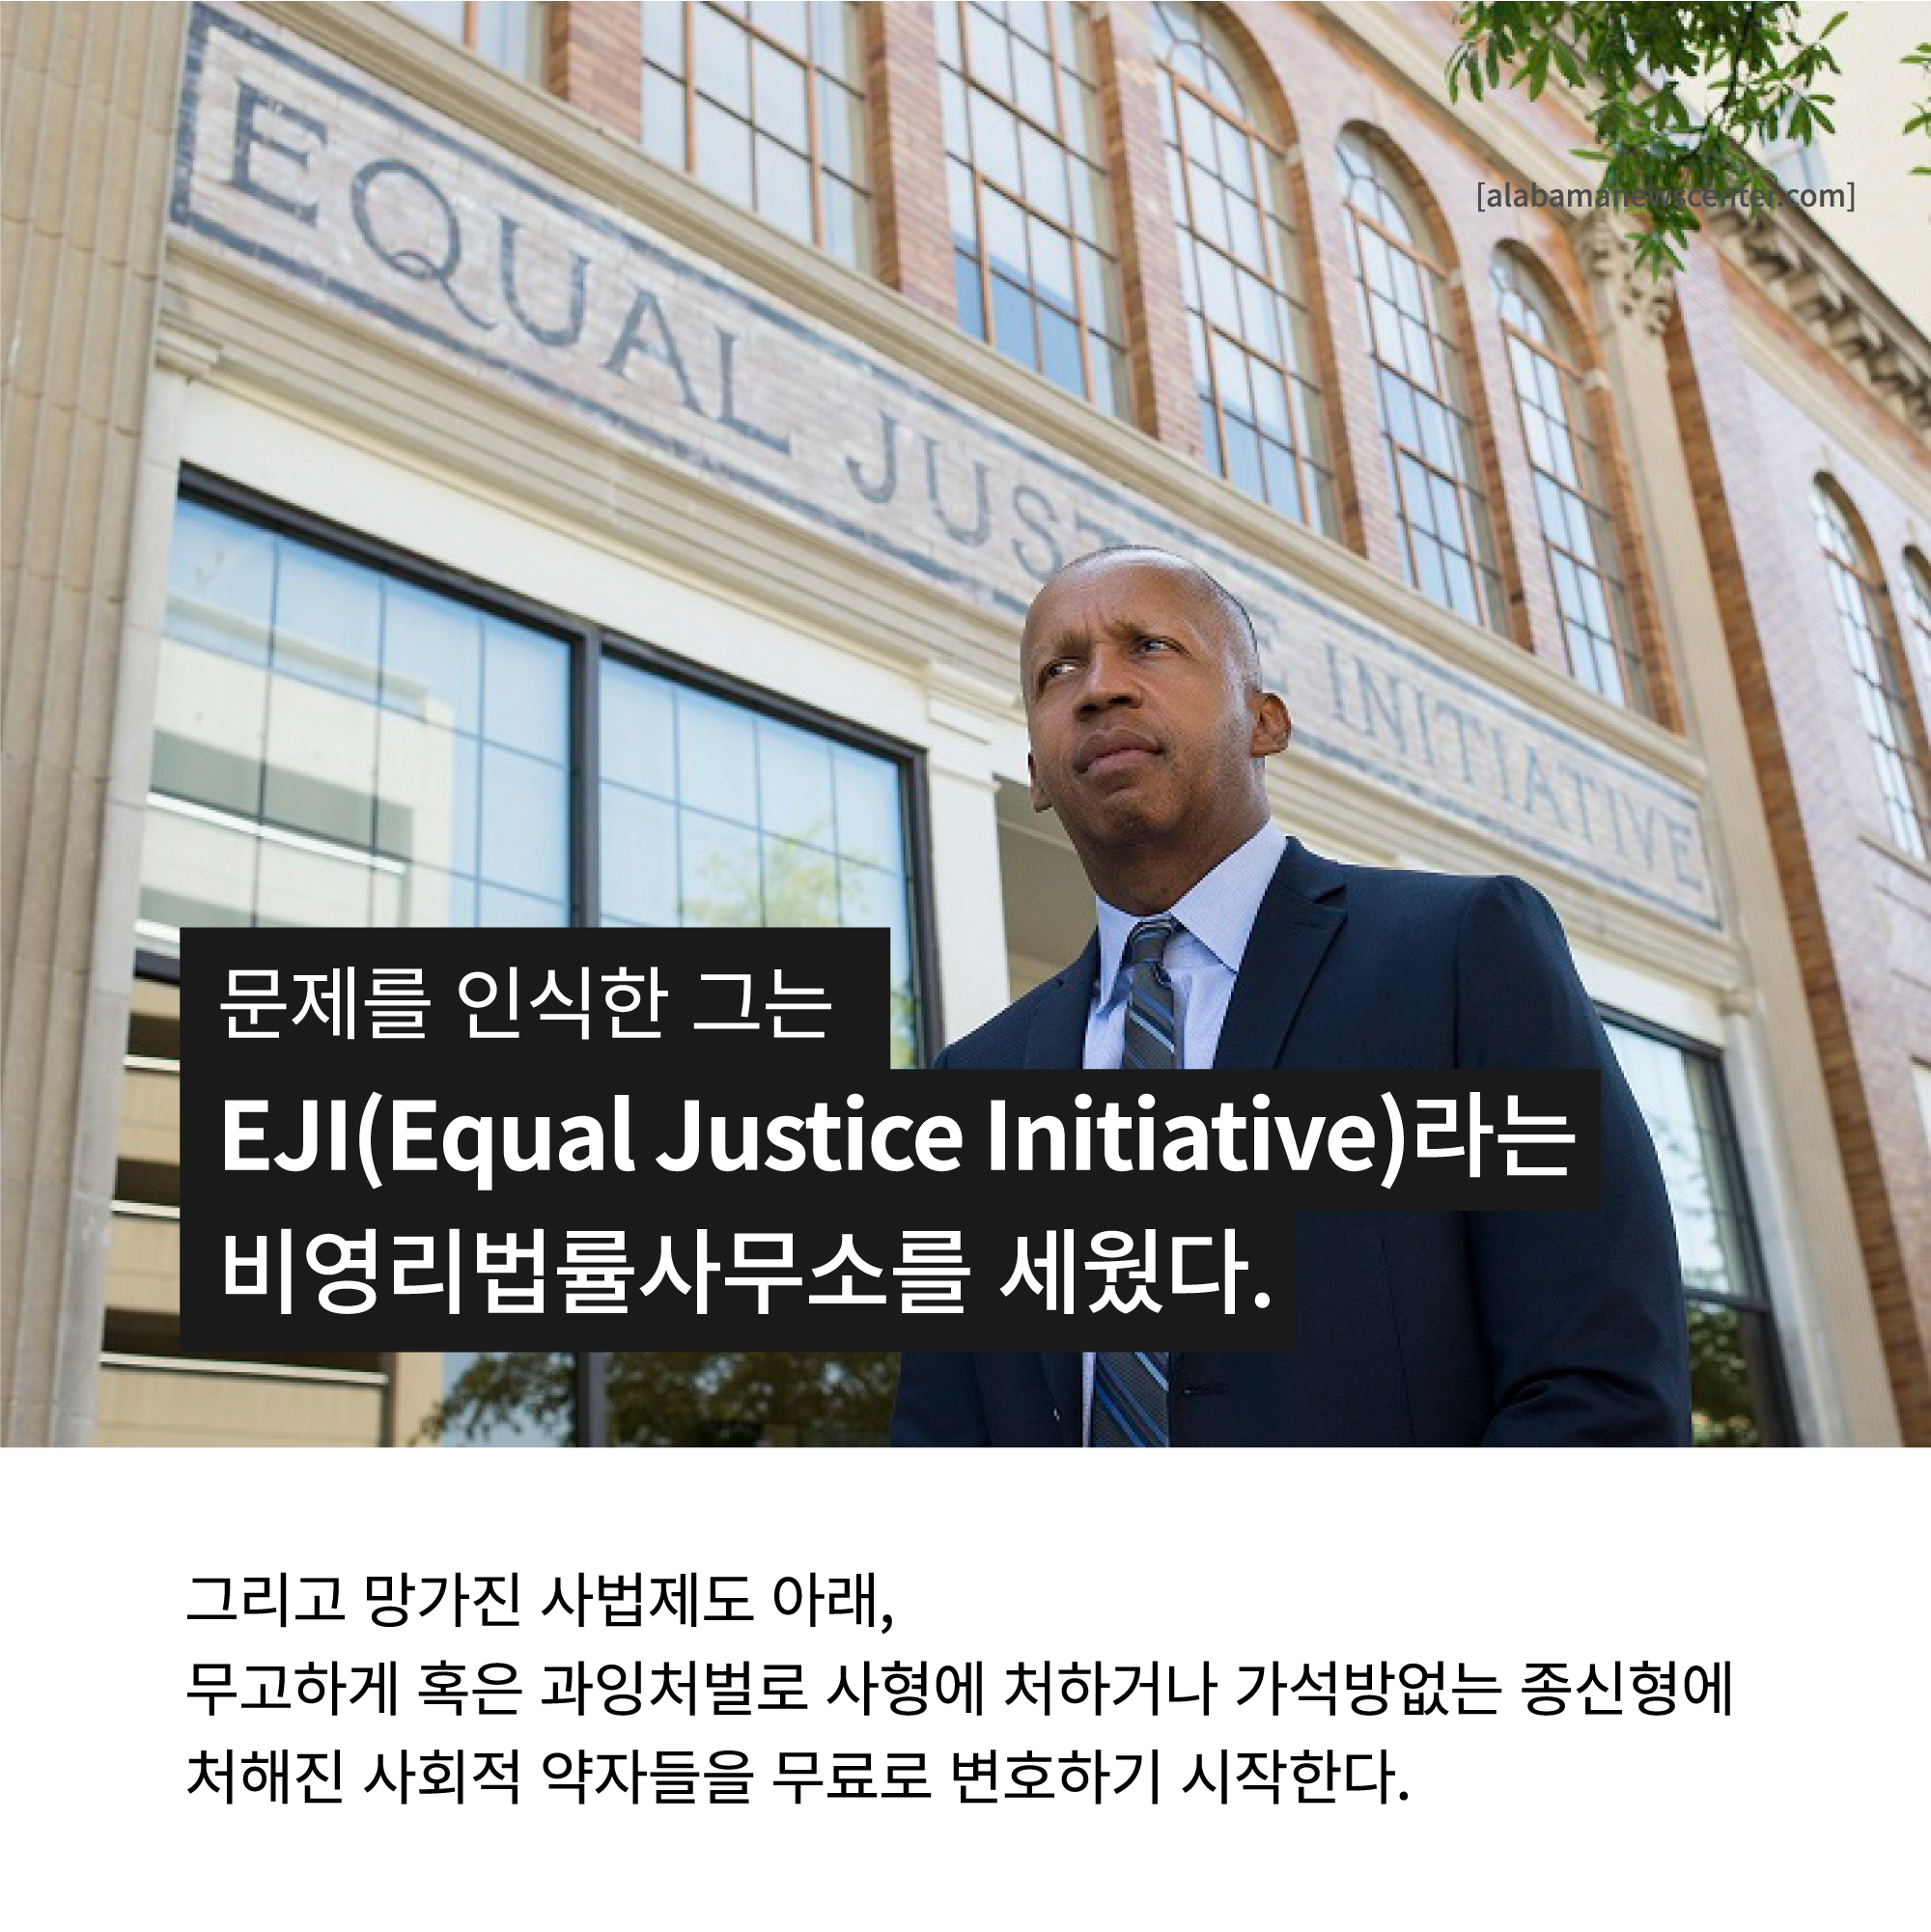 EQUAL JUST E INITIATIVE
[alabamanewscenter.com]
문제를 인식한 그는
EJI(Equal Justice Initiative)라는
비영리법률사무소를 세웠다.
그리고 망가진 사법제도 아래,
무고하게 혹은 과잉처벌로 사형에 처하거나 가석방없는 종신형에
처해진 사회적 약자들을 무료로 변호하기 시작한다.